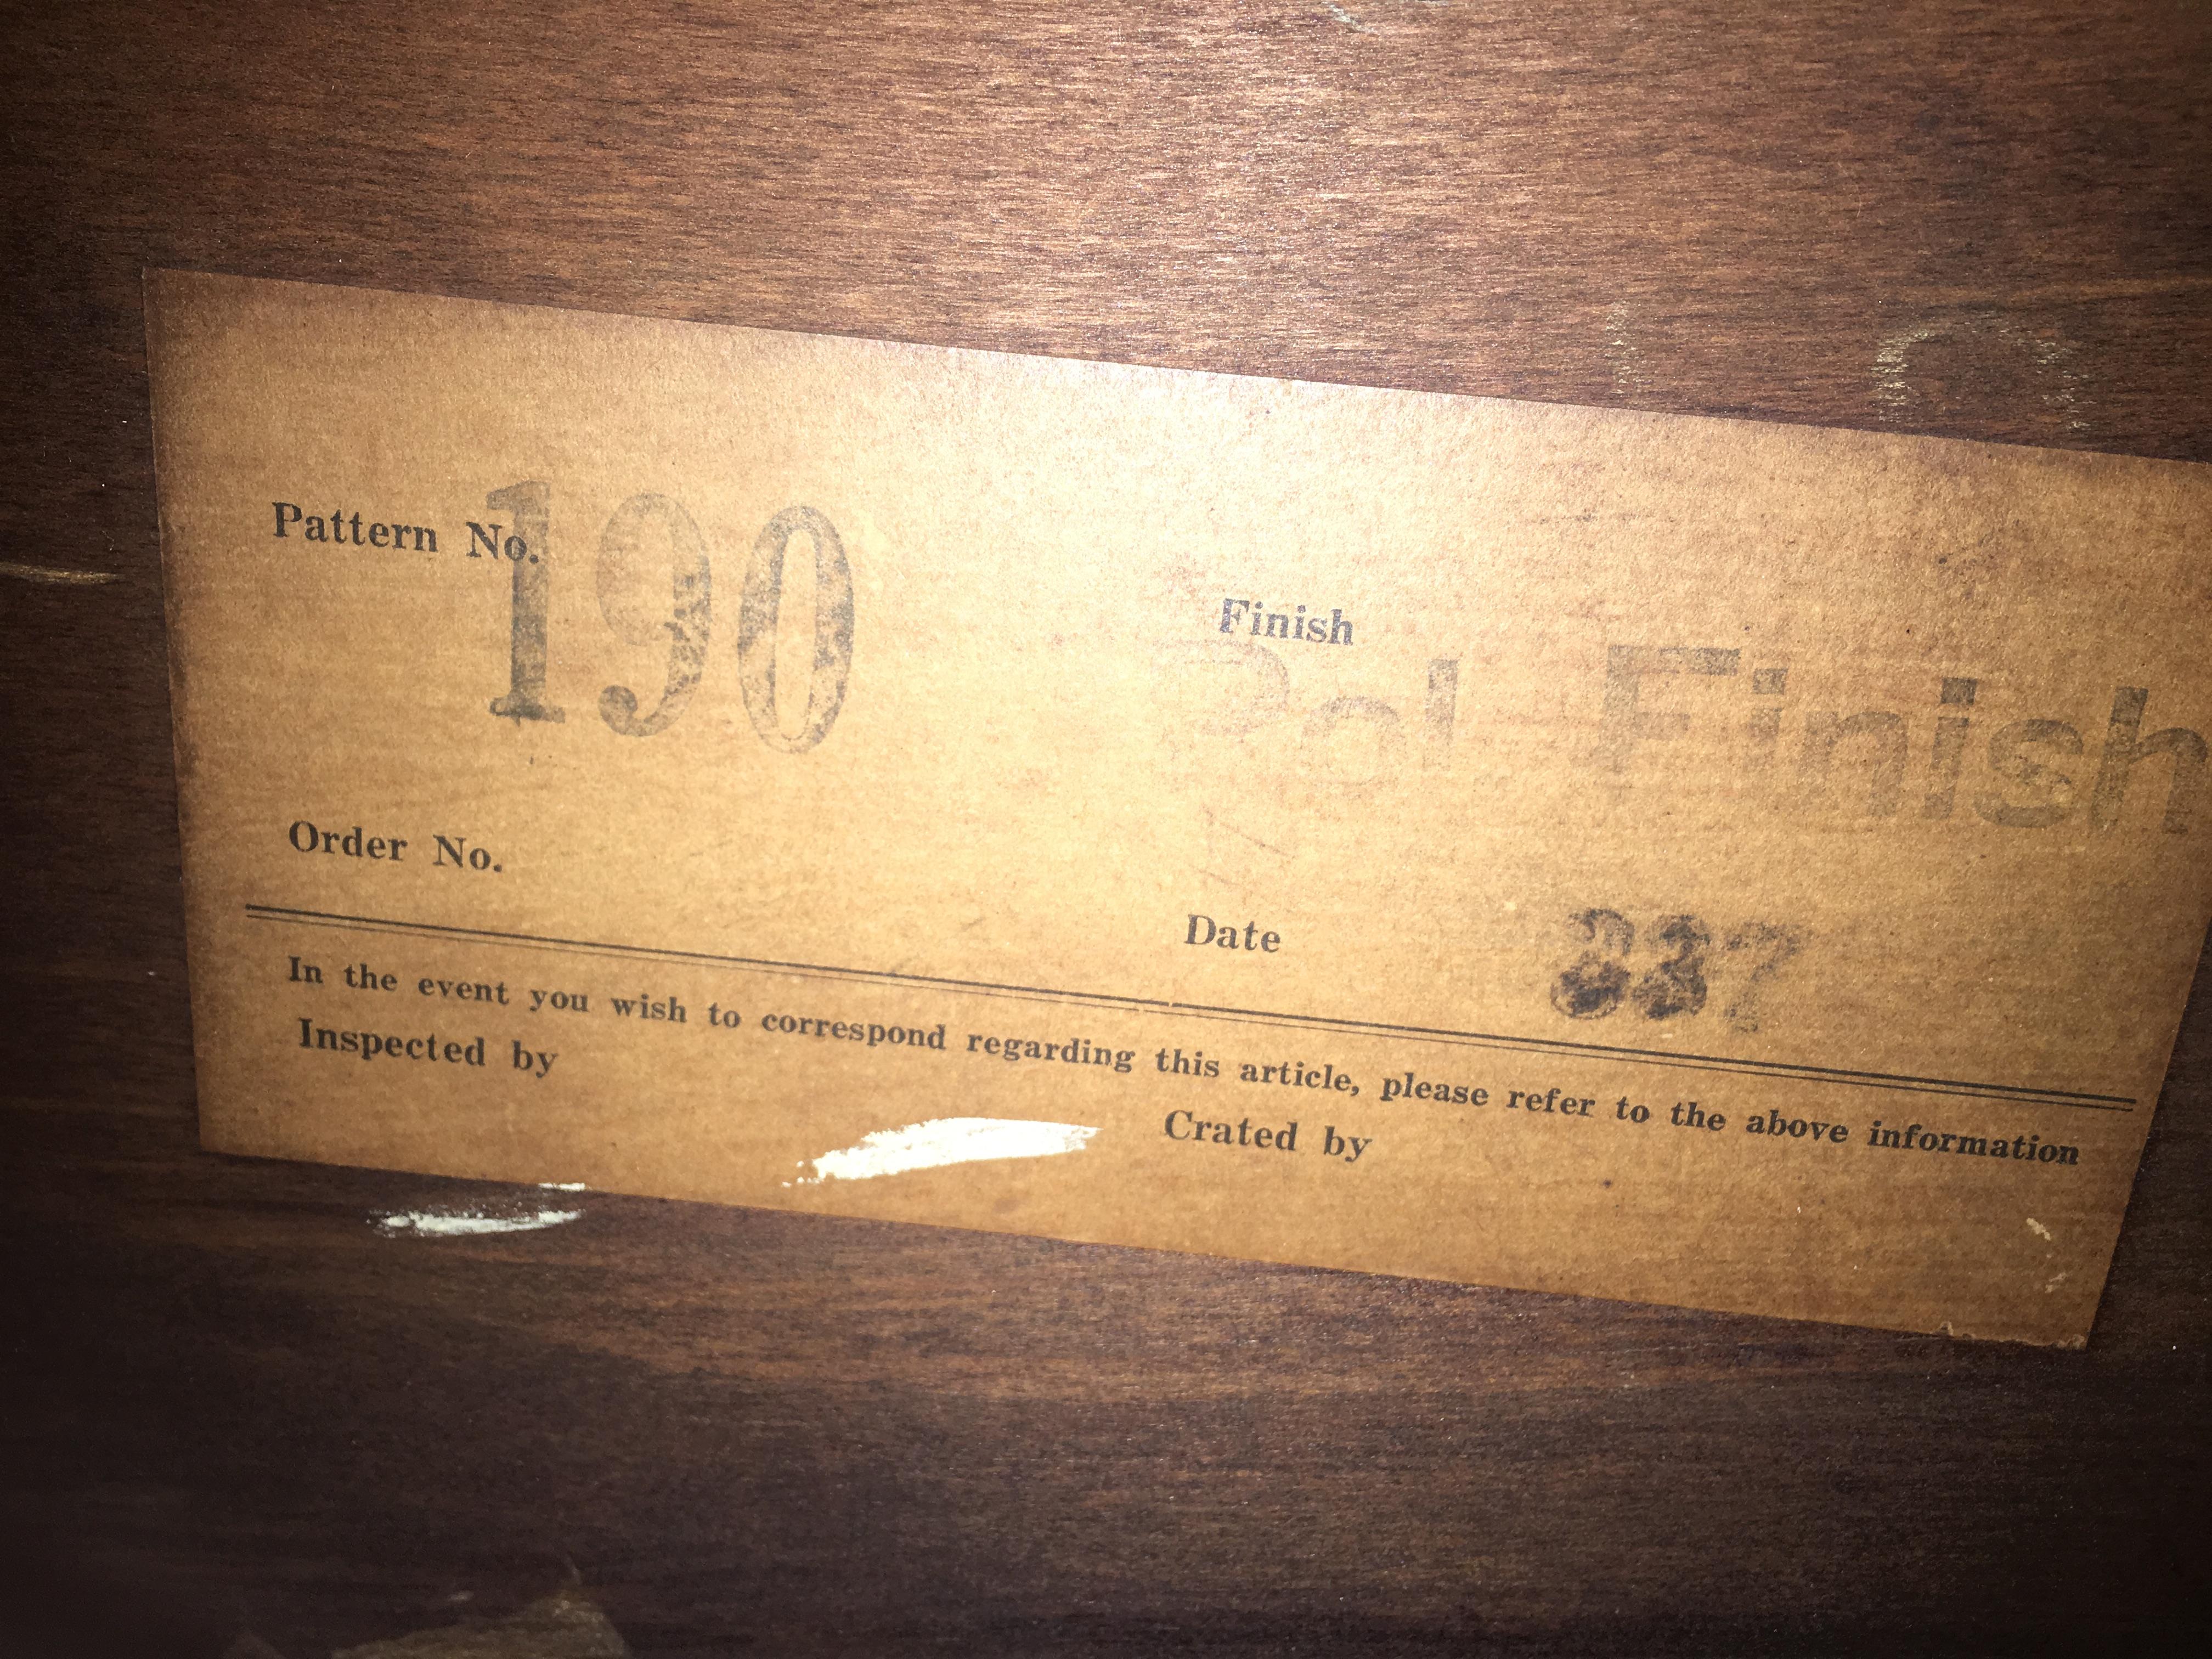 Pattern No. 190
Finish
Pol Finish
Order No.
Date
In the event you wish to correspond regarding this article, please refer to the above information
Inspected by
Crated by